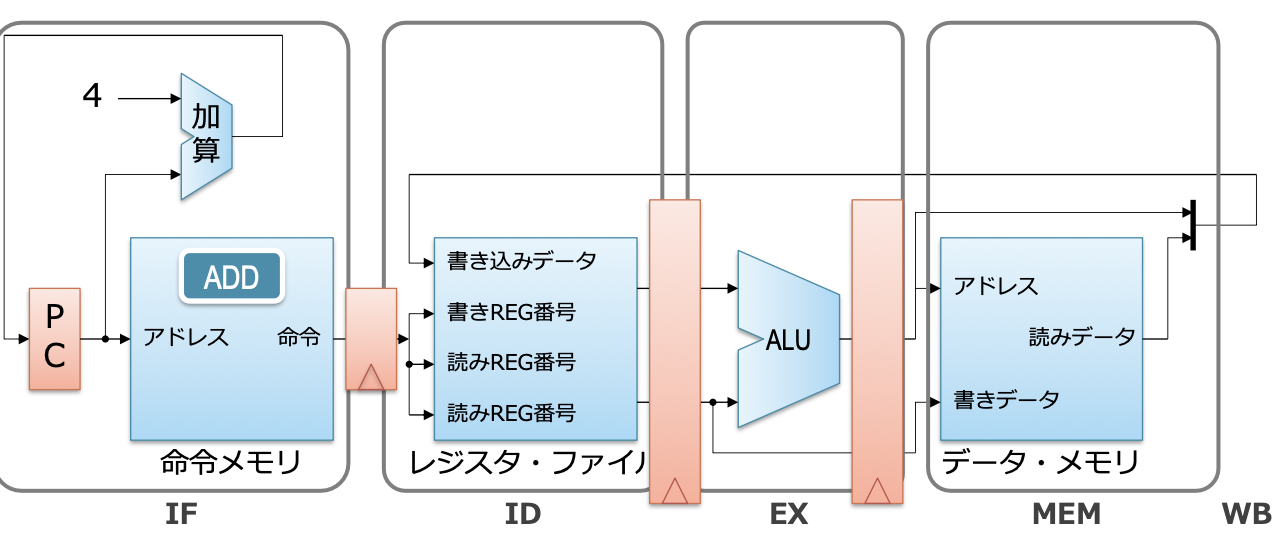 4
加
算
ADD
P
C
アドレス
命令
命令メモリ
IF
書き込みデータ
書きREG番号
読みREG番号
読みREG番号
レジスタ・ファイル
ID
ALU
EX
アドレス
読みデータ
書きデータ
データ・メモリ
MEM
WB